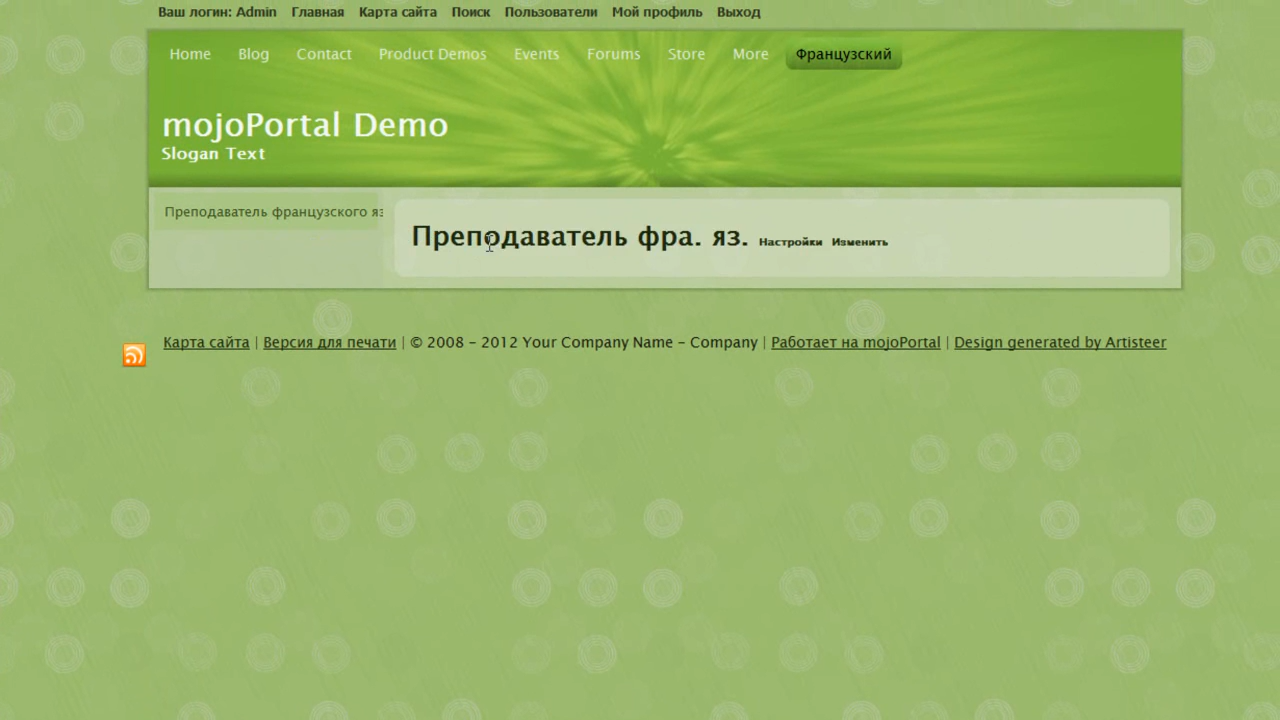 Ваш логин: Admin Главная Карта сайта Поиск Пользователи Мой профиль Выход
Home Blog Contact Product Demos Events Forums Store More Французский
mojoPortal Demo
Slogan Text
Преподаватель французского яз
Преподаватель фра. яз. Настройки Изменить
Карта сайта | Версия для печати | © 2008 - 2012 Your Company Name - Company | Работает на mojoPortal | Design generated by Artisteer